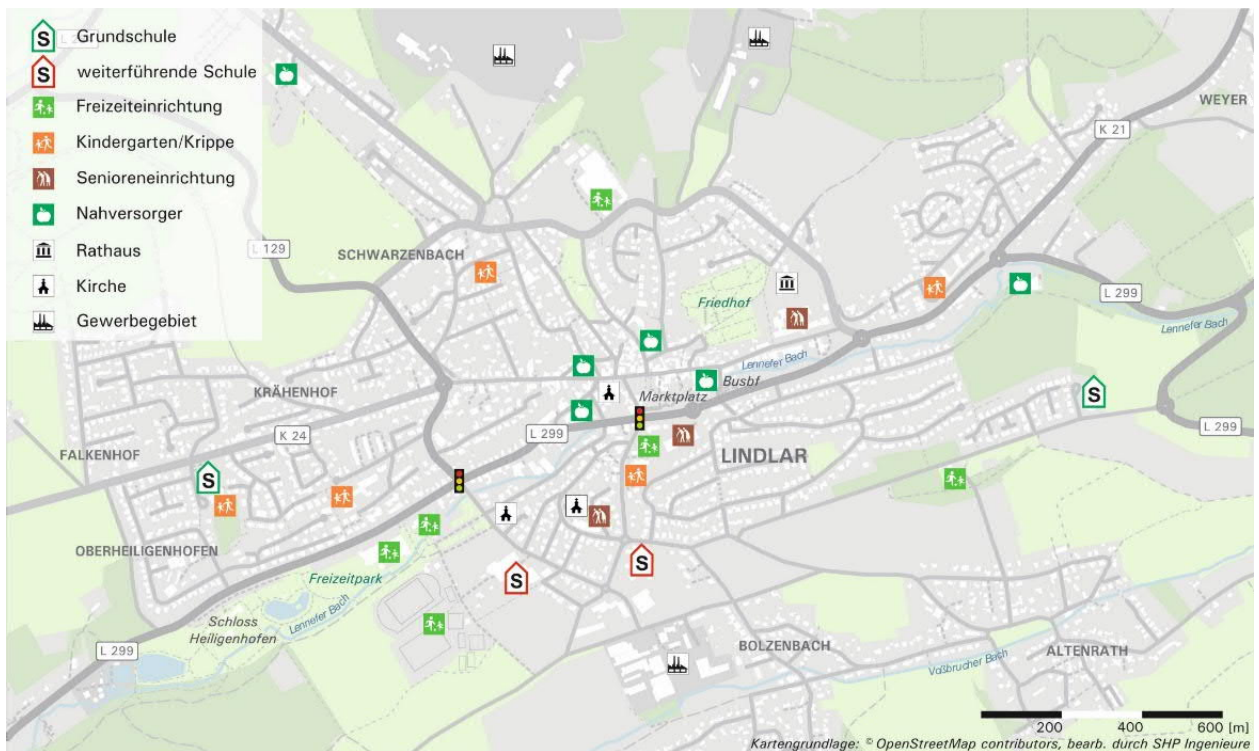 S Grundschule
S weiterführende Schule
Freizeiteinrichtung
Kindergarten/Krippe
Senioreneinrichtung
Nahversorger
Rathaus
Kirche
Gewerbegebiet
WEYER
K 21
L 129
SCHWARZENBACH
Friedhof
L 299
Lennefer Bach
Lennefer Bach
Busbf
Marktplatz
KRÄHENHOF
S
K 24
L 299
L 299
FALKENHOF
LINDLAR
S
OBERHEILIGENHOFEN
S
S
Freizeitpark
Lennefer Bach
Schloss
Heiligenhofen
L 299
BOLZENBACH
ALTENRATH
Voßbrucher Bach
200 400 600 [m]
Kartengrundlage: © OpenStreetMap contributors, bearb. durch SHP Ingenieure